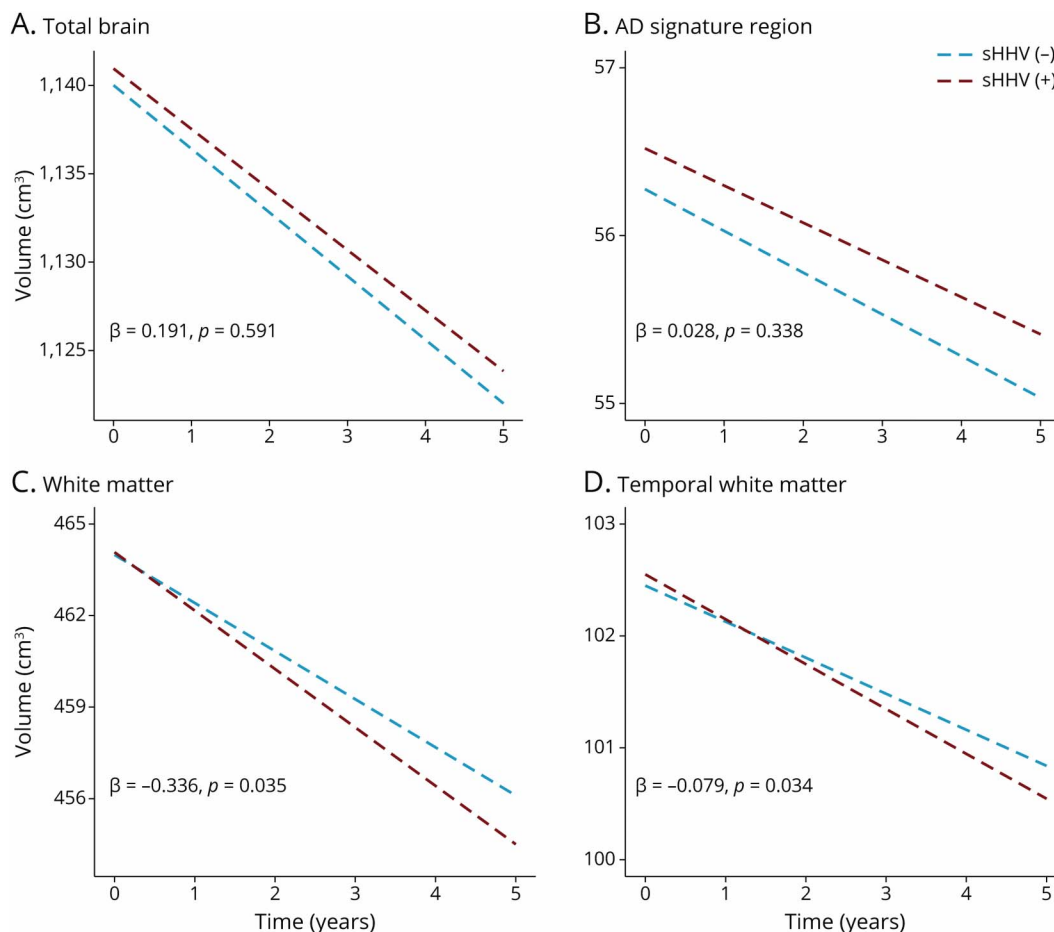 A. Total brain
1,140
1,135
1,130
1,125
Volume (cm³)
β = 0.191, p = 0.591
0 1 2 3 4 5
B. AD signature region
sHHV (–)
sHHV (+)
57
56
55
β = 0.028, p = 0.338
0 1 2 3 4 5
C. White matter
465
462
459
456
Volume (cm³)
β = –0.336, p = 0.035
0 1 2 3 4 5
Time (years)
D. Temporal white matter
103
102
101
100
β = –0.079, p = 0.034
0 1 2 3 4 5
Time (years)